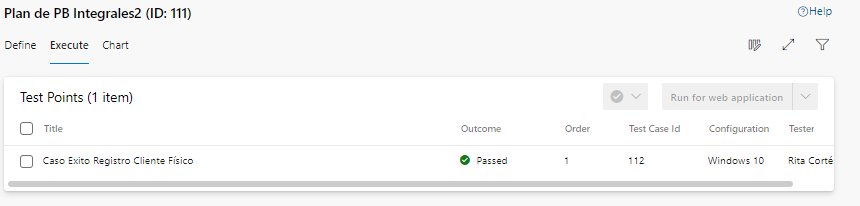 Plan de PB Integrales2 (ID: 111)
Help
Define Execute Chart
Test Points (1 item)
Run for web application
Title Outcome Order Test Case Id Configuration Tester
Caso Exito Registro Cliente Físico Passed 1 112 Windows 10 Rita Corté